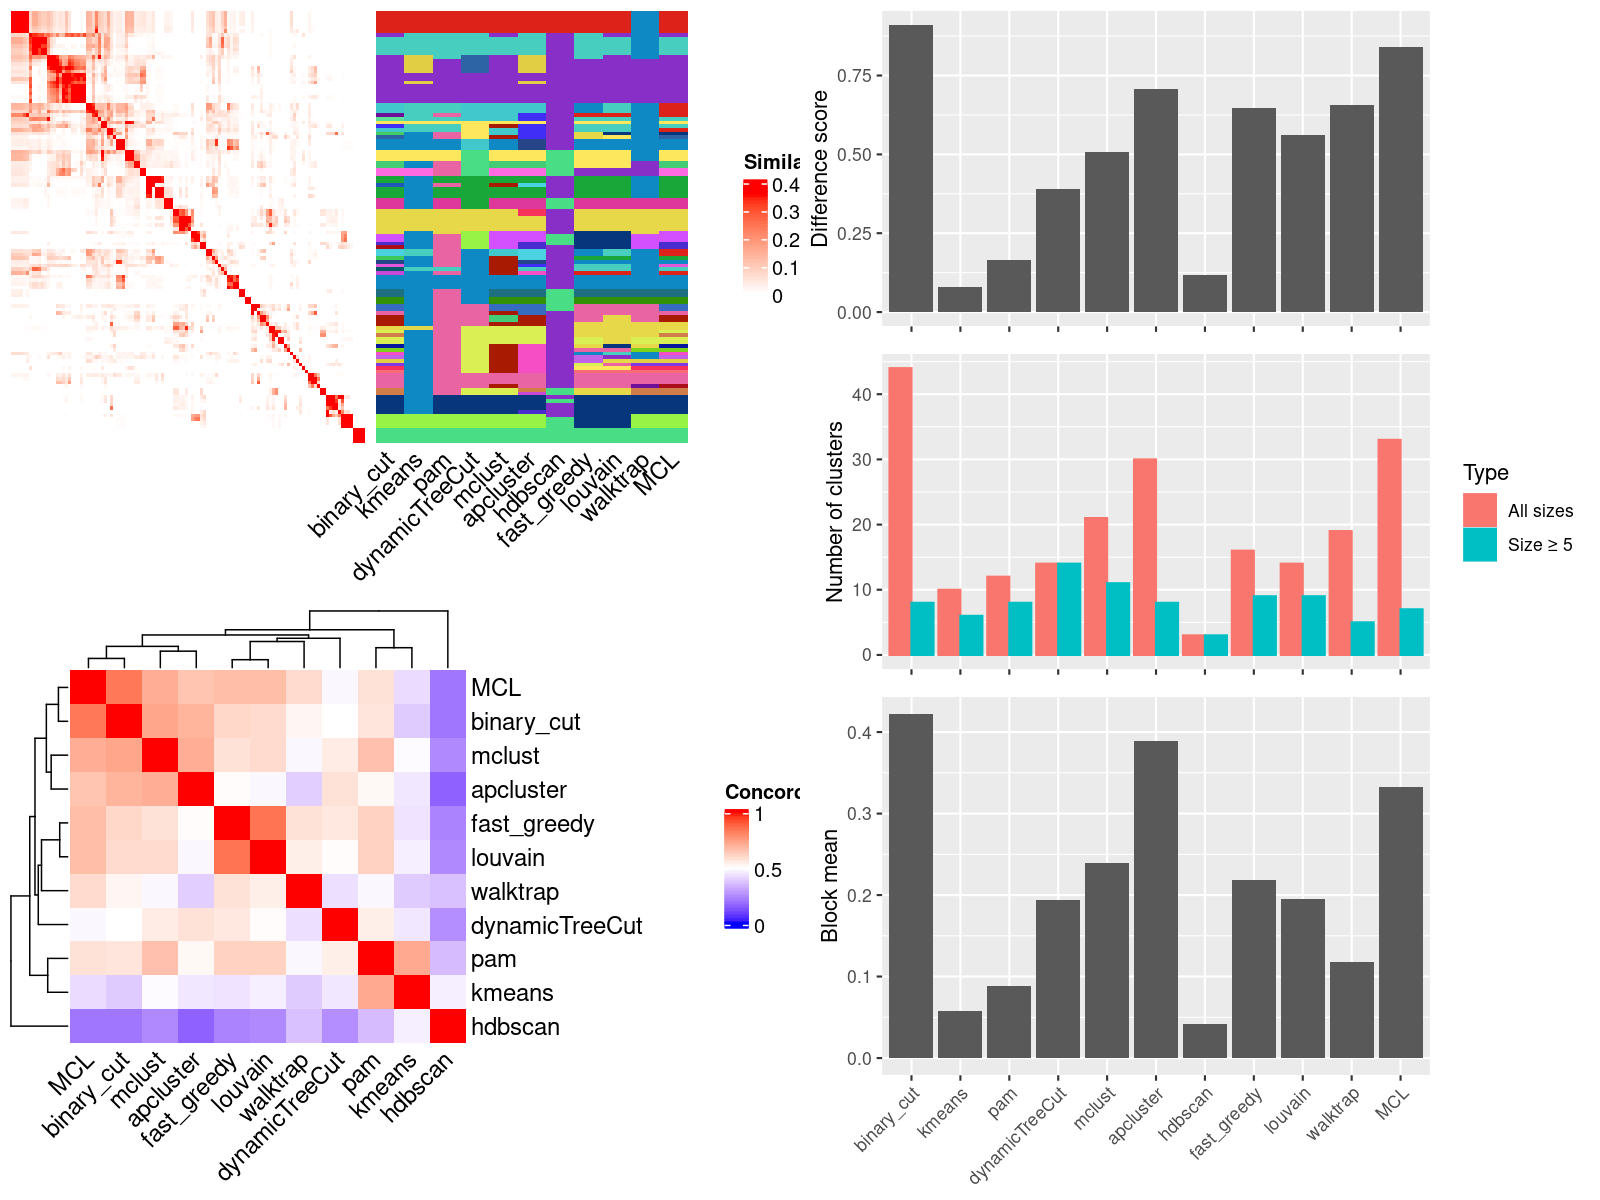 Simila
0.4
0.3
0.2
0.1
0
binary_cut
kmeans
pam
dynamicTreeCut
mclust
apcluster
hdbscan
fast_greedy
louvain
walktrap
MCL
MCL
binary_cut
mclust
apcluster
fast_greedy
louvain
walktrap
dynamicTreeCut
pam
kmeans
hdbscan
Concord
1
0.5
0
MCL
binary_cut
mclust
apcluster
fast_greedy
louvain
walktrap
dynamicTreeCut
pam
kmeans
hdbscan
Difference score
0.75
0.50
0.25
0.00
Number of clusters
40
30
20
10
0
Type
All sizes
Size ≥ 5
Block mean
0.4
0.3
0.2
0.1
0.0
binary_cut
kmeans
pam
dynamicTreeCut
mclust
apcluster
hdbscan
fast_greedy
louvain
walktrap
MCL